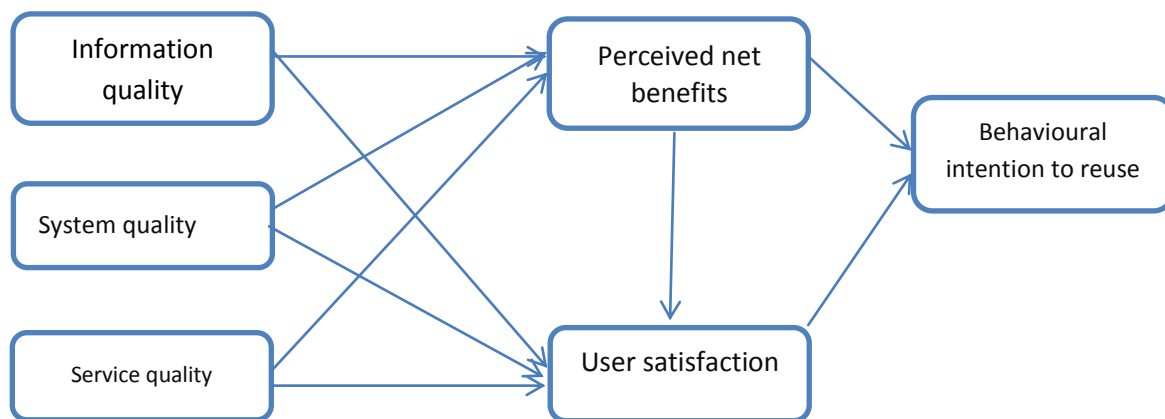 Information
quality
System quality
Service quality
Perceived net
benefits
User satisfaction
Behavioural
intention to reuse